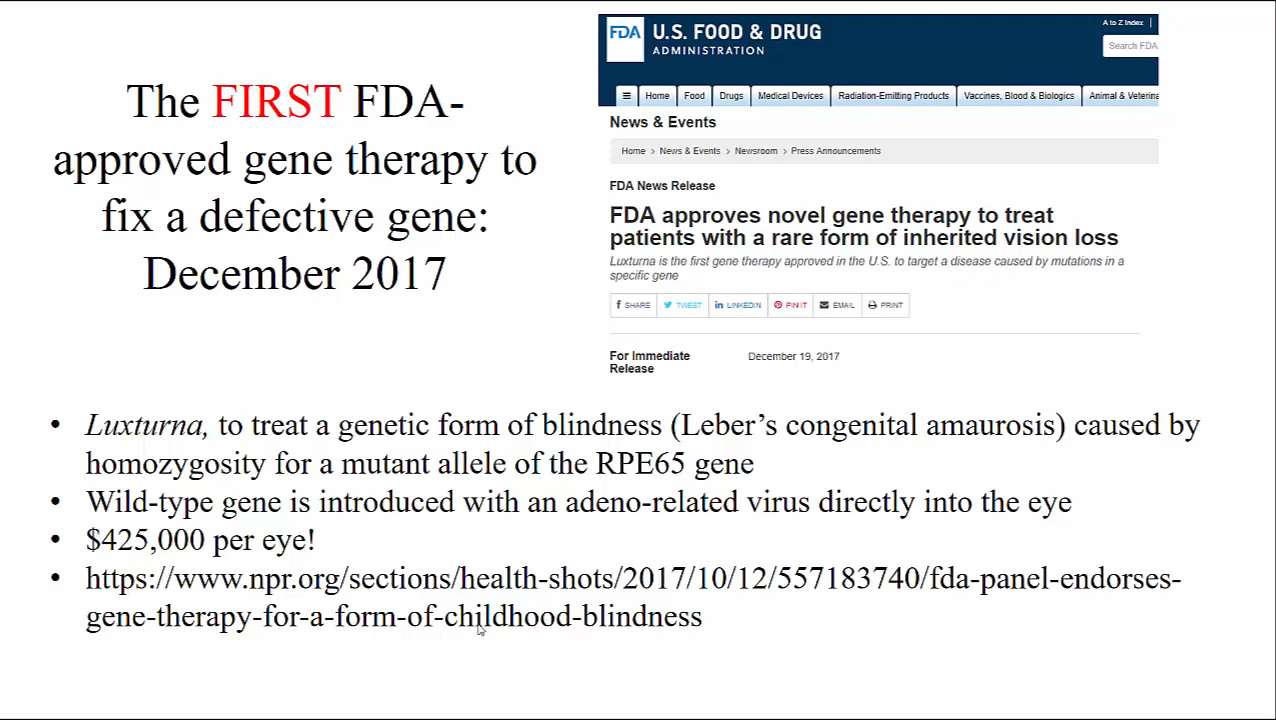 The FIRST FDA-
approved gene therapy to
fix a defective gene:
December 2017
FDA U.S. FOOD & DRUG
ADMINISTRATION
A to Z Index |
Search FDA
≡ Home Food Drugs Medical Devices Radiation-Emitting Products Vaccines, Blood & Biologics Animal & Veterina
News & Events
Home > News & Events > Newsroom > Press Announcements
FDA News Release
FDA approves novel gene therapy to treat
patients with a rare form of inherited vision loss
Luxturna is the first gene therapy approved in the U.S. to target a disease caused by mutations in a
specific gene
f SHARE TWEET in LINKEDIN PIN IT EMAIL PRINT
For Immediate December 19, 2017
Release
• Luxturna, to treat a genetic form of blindness (Leber’s congenital amaurosis) caused by
homozygosity for a mutant allele of the RPE65 gene
• Wild-type gene is introduced with an adeno-related virus directly into the eye
• $425,000 per eye!
• https://www.npr.org/sections/health-shots/2017/10/12/557183740/fda-panel-endorses-
gene-therapy-for-a-form-of-childhood-blindness